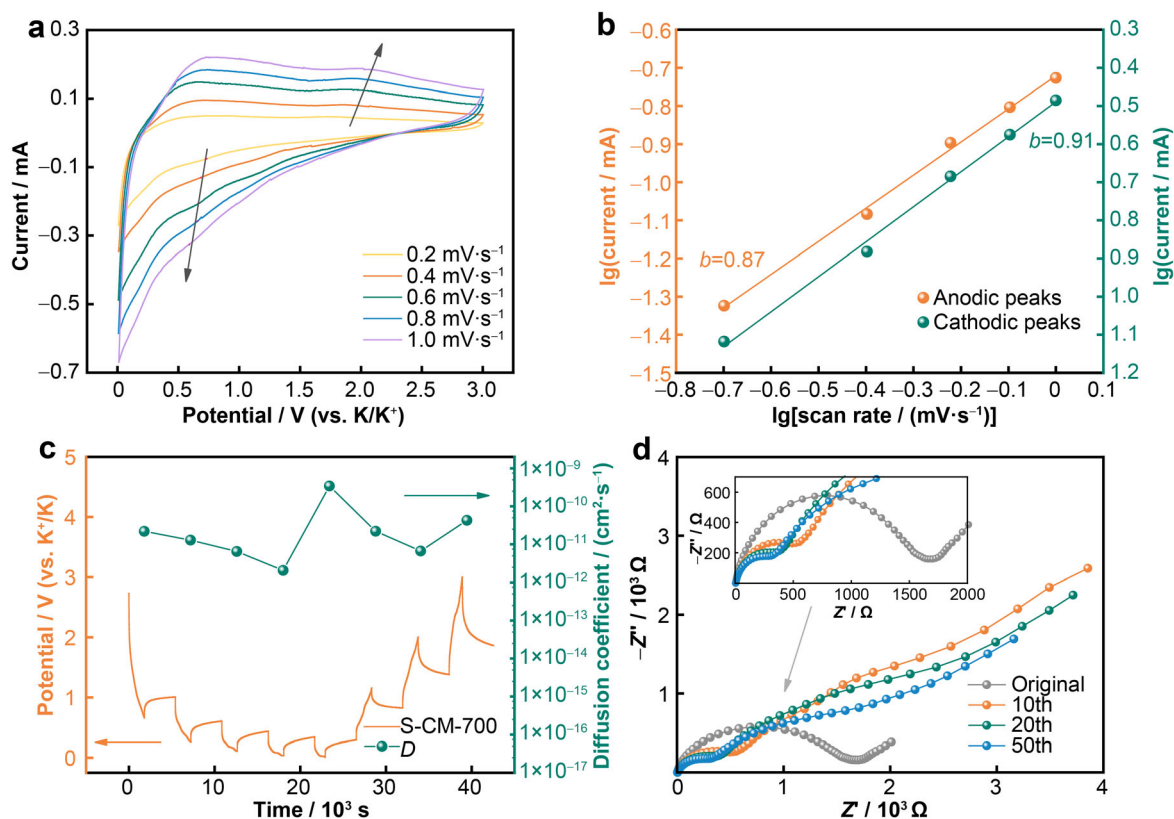 a
0.3
0.1
−0.1
−0.3
−0.5
−0.7
Current / mA
0
0.5
1.0
1.5
2.0
2.5
3.0
Potential / V (vs. K/K⁺)
0.2 mV·s⁻¹
0.4 mV·s⁻¹
0.6 mV·s⁻¹
0.8 mV·s⁻¹
1.0 mV·s⁻¹
b
−0.6
−0.7
−0.8
−0.9
−1.0
−1.1
−1.2
−1.3
−1.4
−1.5
lg(current / mA)
−0.8
−0.7
−0.6
−0.5
−0.4
−0.3
−0.2
−0.1
0
0.1
lg[scan rate / (mV·s⁻¹)]
0.3
0.4
0.5
0.6
0.7
0.8
0.9
1.0
1.1
1.2
lg(current / mA)
b=0.87
b=0.91
Anodic peaks
Cathodic peaks
c
5
4
3
2
1
0
Potential / V (vs. K⁺/K)
0
10
20
30
40
Time / 10³ s
1×10⁻⁹
1×10⁻¹⁰
1×10⁻¹¹
1×10⁻¹²
1×10⁻¹³
1×10⁻¹⁴
1×10⁻¹⁵
1×10⁻¹⁶
1×10⁻¹⁷
Diffusion coefficient / (cm²·s⁻¹)
S-CM-700
D
d
4
3
2
1
0
−Z″ / 10³ Ω
0
1
2
3
4
Z′ / 10³ Ω
600
400
200
−Z″ / Ω
0
500
1000
1500
2000
Z′ / Ω
Original
10th
20th
50th